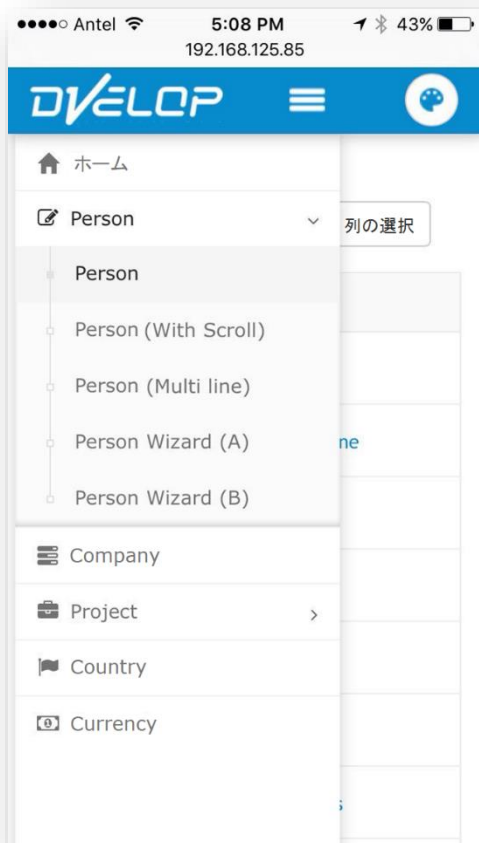 Antel 5:08 PM 43%
192.168.125.85
DVELOP
ホーム
Person
列の選択
Person
Person (With Scroll)
Person (Multi line)
Person Wizard (A)
ne
Person Wizard (B)
Company
Project
Country
Currency
s